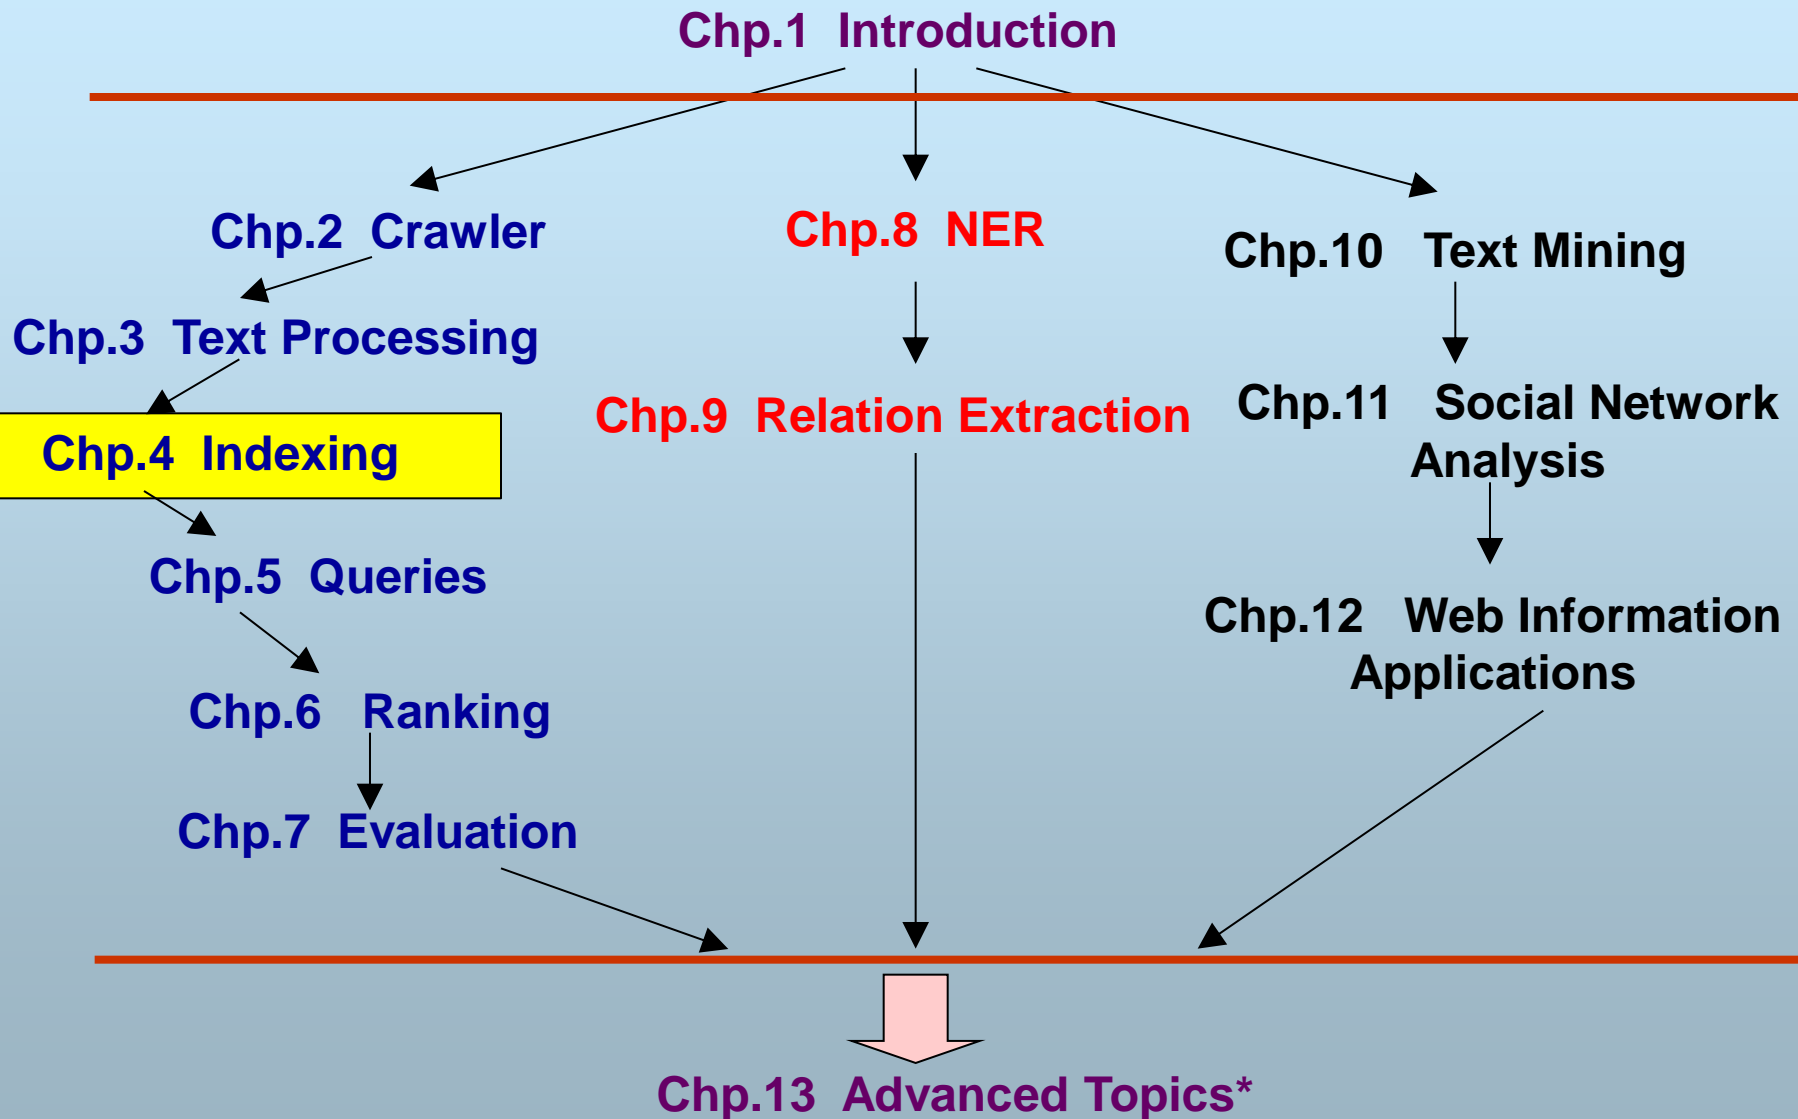 Chp.1 Introduction
Chp.2 Crawler
Chp.3 Text Processing
Chp.4 Indexing
Chp.5 Queries
Chp.6 Ranking
Chp.7 Evaluation
Chp.8 NER
Chp.9 Relation Extraction
Chp.10 Text Mining
Chp.11 Social Network
Analysis
Chp.12 Web Information
Applications
Chp.13 Advanced Topics*